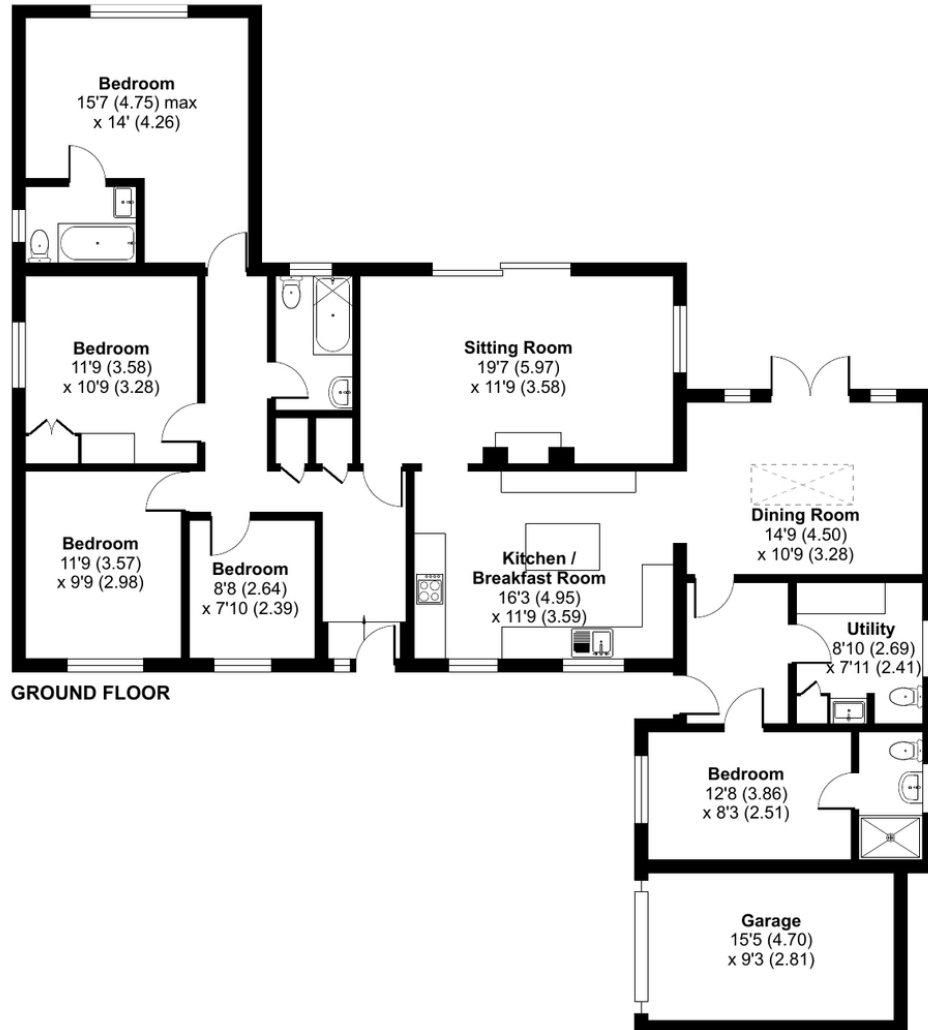 Bedroom
15'7 (4.75) max
x 14' (4.26)
Bedroom
11'9 (3.58)
x 10'9 (3.28)
Sitting Room
19'7 (5.97)
x 11'9 (3.58)
Bedroom
11'9 (3.57)
x 9'9 (2.98)
Bedroom
8'8 (2.64)
x 7'10 (2.39)
Kitchen /
Breakfast Room
16'3 (4.95)
x 11'9 (3.59)
Dining Room
14'9 (4.50)
x 10'9 (3.28)
Utility
8'10 (2.69)
x 7'11 (2.41)
GROUND FLOOR
Bedroom
12'8 (3.86)
x 8'3 (2.51)
Garage
15'5 (4.70)
x 9'3 (2.81)